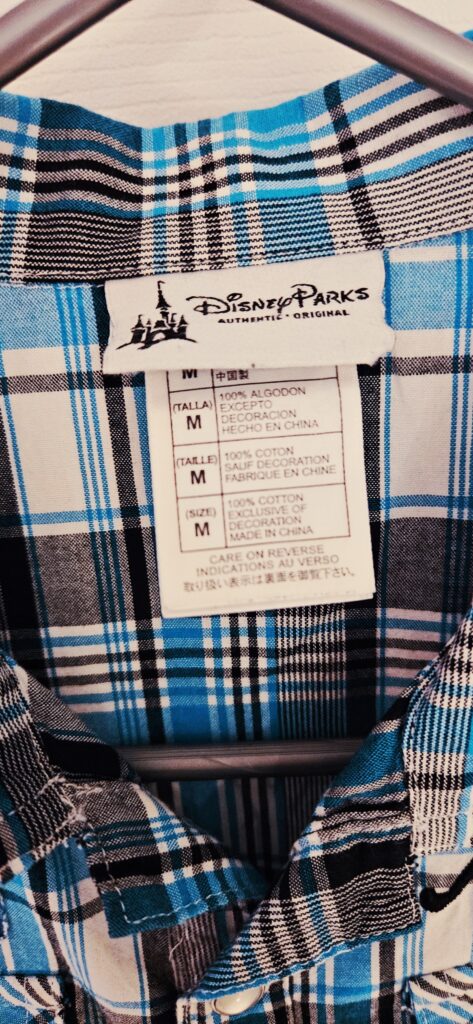 Disney Parks
AUTHENTIC • ORIGINAL
M
中国製
(TALLA)
M
100% ALGODON
EXCEPTO
DECORACION
HECHO EN CHINA
(TAILLE)
M
100% COTON
SAUF DECORATION
FABRIQUE EN CHINE
(SIZE)
M
100% COTTON
EXCLUSIVE OF
DECORATION
MADE IN CHINA
CARE ON REVERSE
INDICATIONS AU VERSO
取り扱い表示は裏面を御覧下さい。